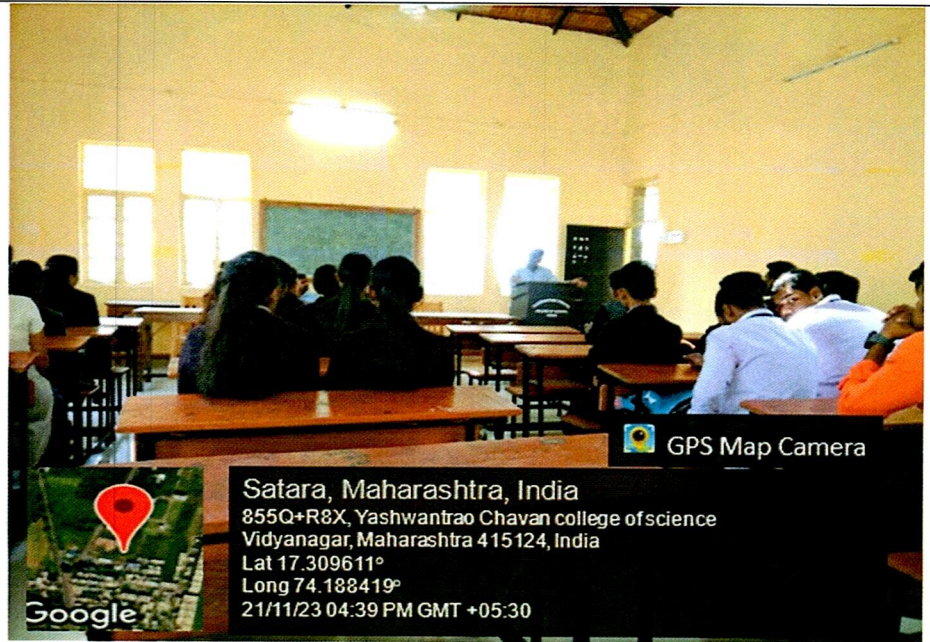 GPS Map Camera
Satara, Maharashtra, India
855Q+R8X, Yashwantrao Chavan college of science
Vidyanagar, Maharashtra 415124, India
Lat 17.309611°
Long 74.188419°
21/11/23 04:39 PM GMT +05:30
Google